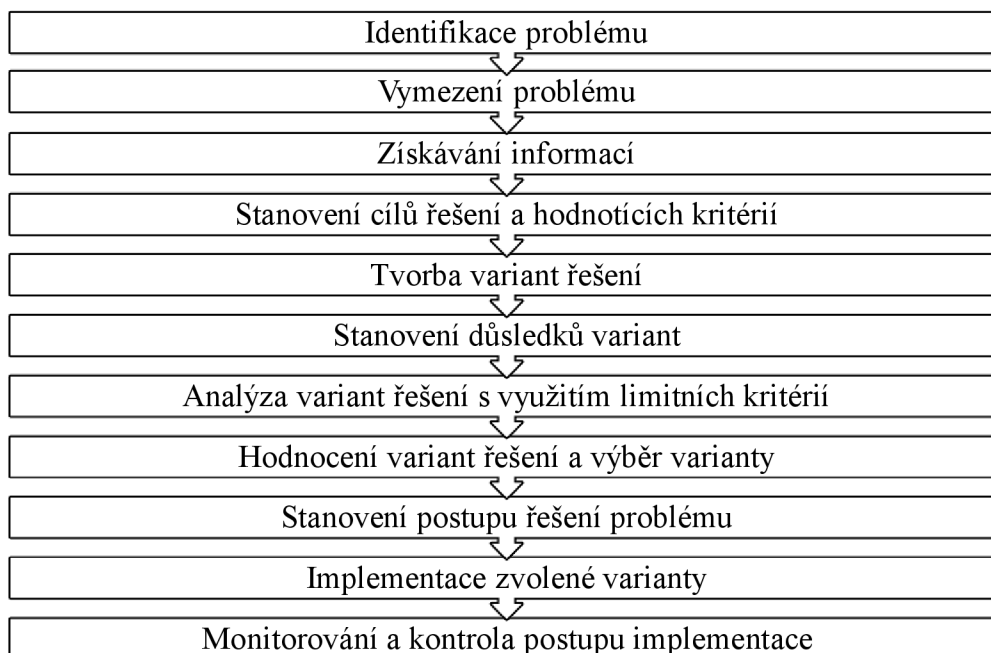 Identifikace problému
Vymezení problému
Získávání informací
Stanovení cílů řešení a hodnotících kritérií
Tvorba variant řešení
Stanovení důsledků variant
Analýza variant řešení s využitím limitních kritérií
Hodnocení variant řešení a výběr varianty
Stanovení postupu řešení problému
Implementace zvolené varianty
Monitorování a kontrola postupu implementace